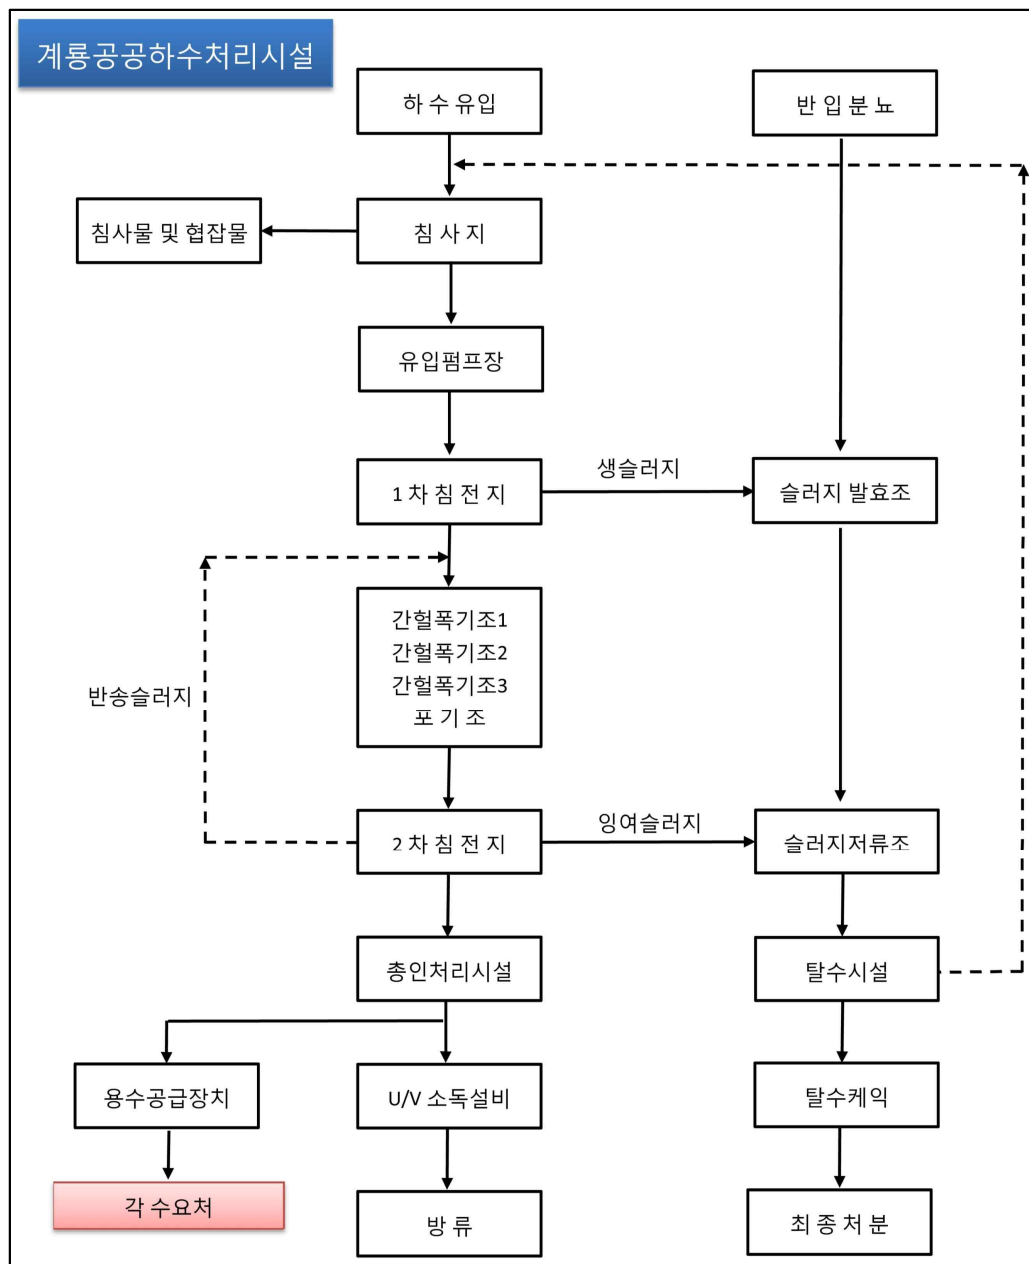 계룡공공하수처리시설
하 수 유입
반 입 분 뇨
침사물 및 협잡물
침 사 지
유입펌프장
1 차 침 전 지
생슬러지
슬러지 발효조
간헐폭기조1
간헐폭기조2
간헐폭기조3
포 기 조
반송슬러지
2 차 침 전 지
잉여슬러지
슬러지저류조
총인처리시설
탈수시설
용수공급장치
U/V 소독설비
탈수케익
각 수요처
방 류
최 종 처 분